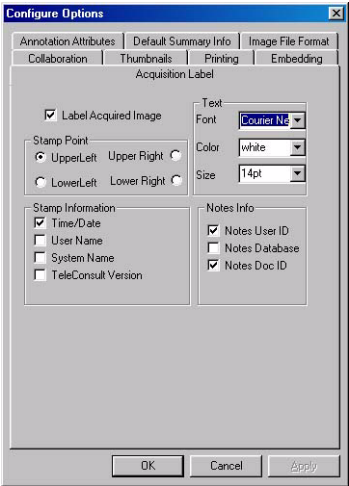 Configure Options
Annotation Attributes Default Summary Info Image File Format
Collaboration Thumbnails Printing Embedding
Acquisition Label
Label Acquired Image
Text
Font Courier Ne
Color white
Size 14pt
Stamp Point
UpperLeft Upper Right
LowerLeft Lower Right
Stamp Information
Time/Date
User Name
System Name
TeleConsult Version
Notes Info
Notes User ID
Notes Database
Notes Doc ID
OK Cancel Apply